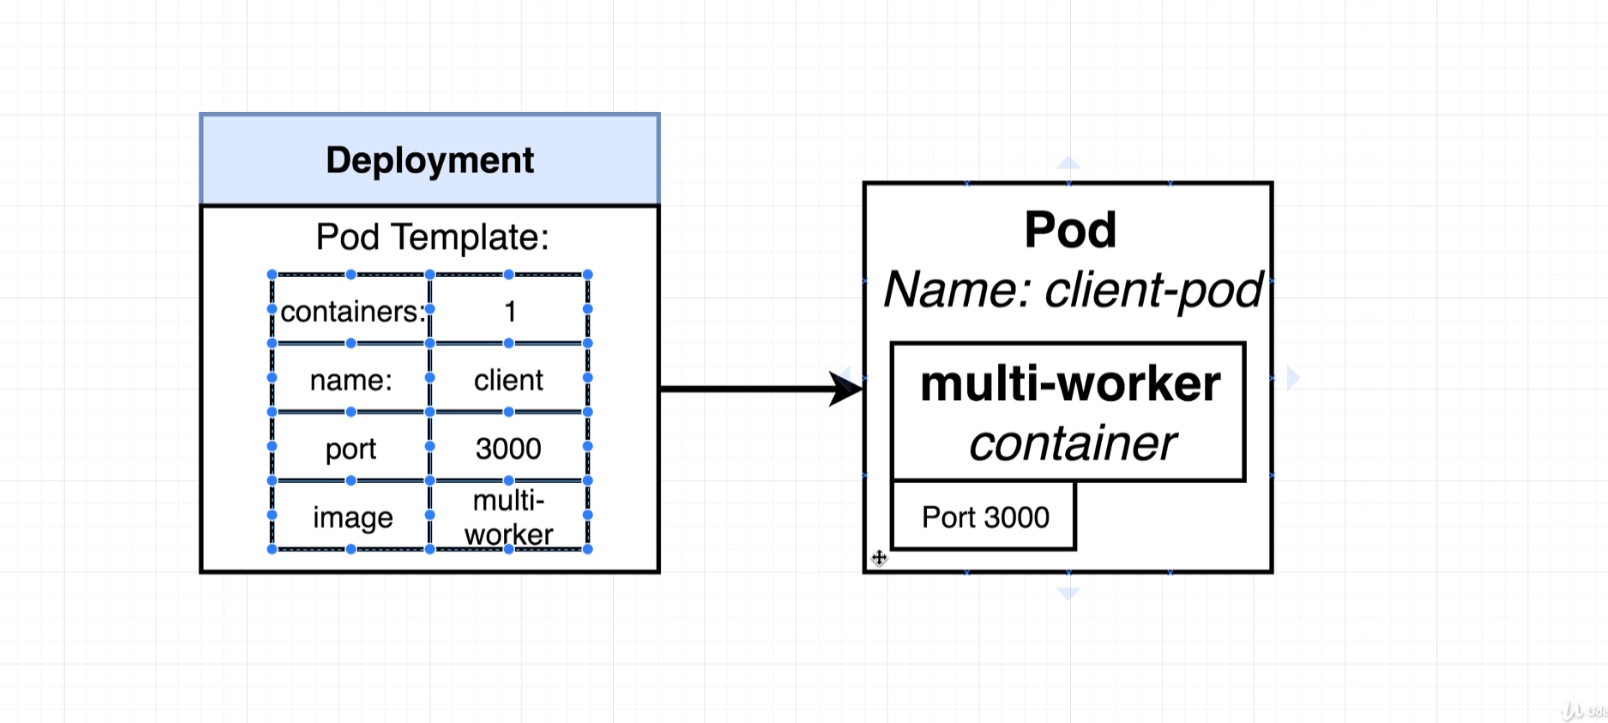 Deployment
Pod Template:
containers: 1
name: client
port 3000
image multi-
worker
Pod
Name: client-pod
multi-worker
container
Port 3000